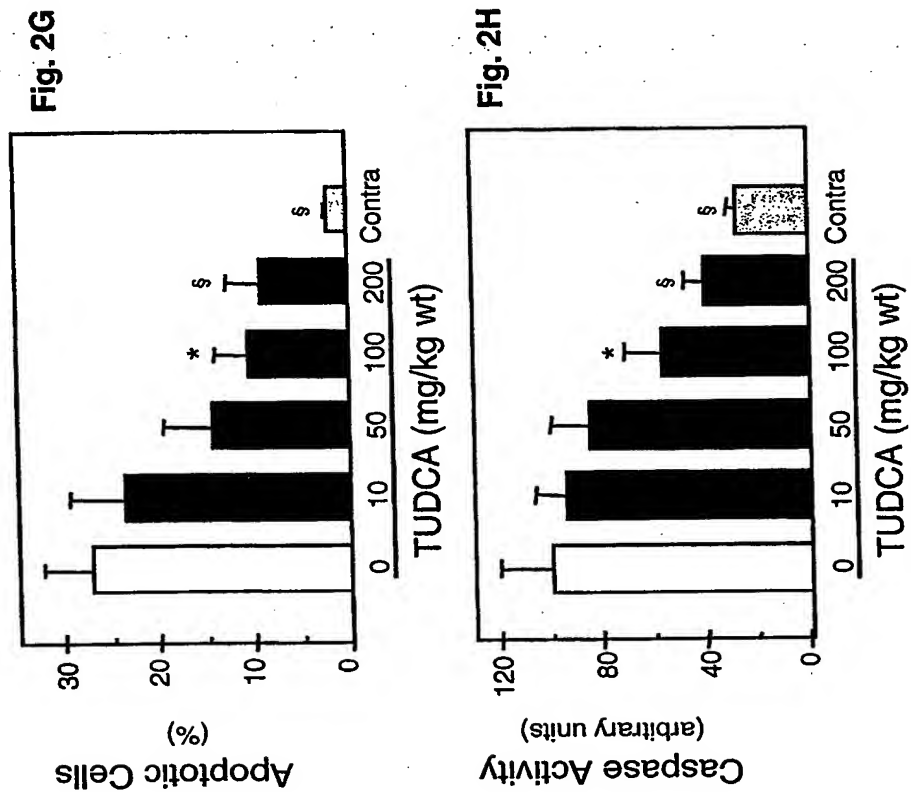 Fig. 2G
Apoptotic Cells
(%)
30
20
10
0
*
§
§
0 10 50 100 200 Contra
TUDCA (mg/kg wt)
Fig. 2H
Caspase Activity
(arbitrary units)
120
80
40
0
*
§
§
0 10 50 100 200 Contra
TUDCA (mg/kg wt)